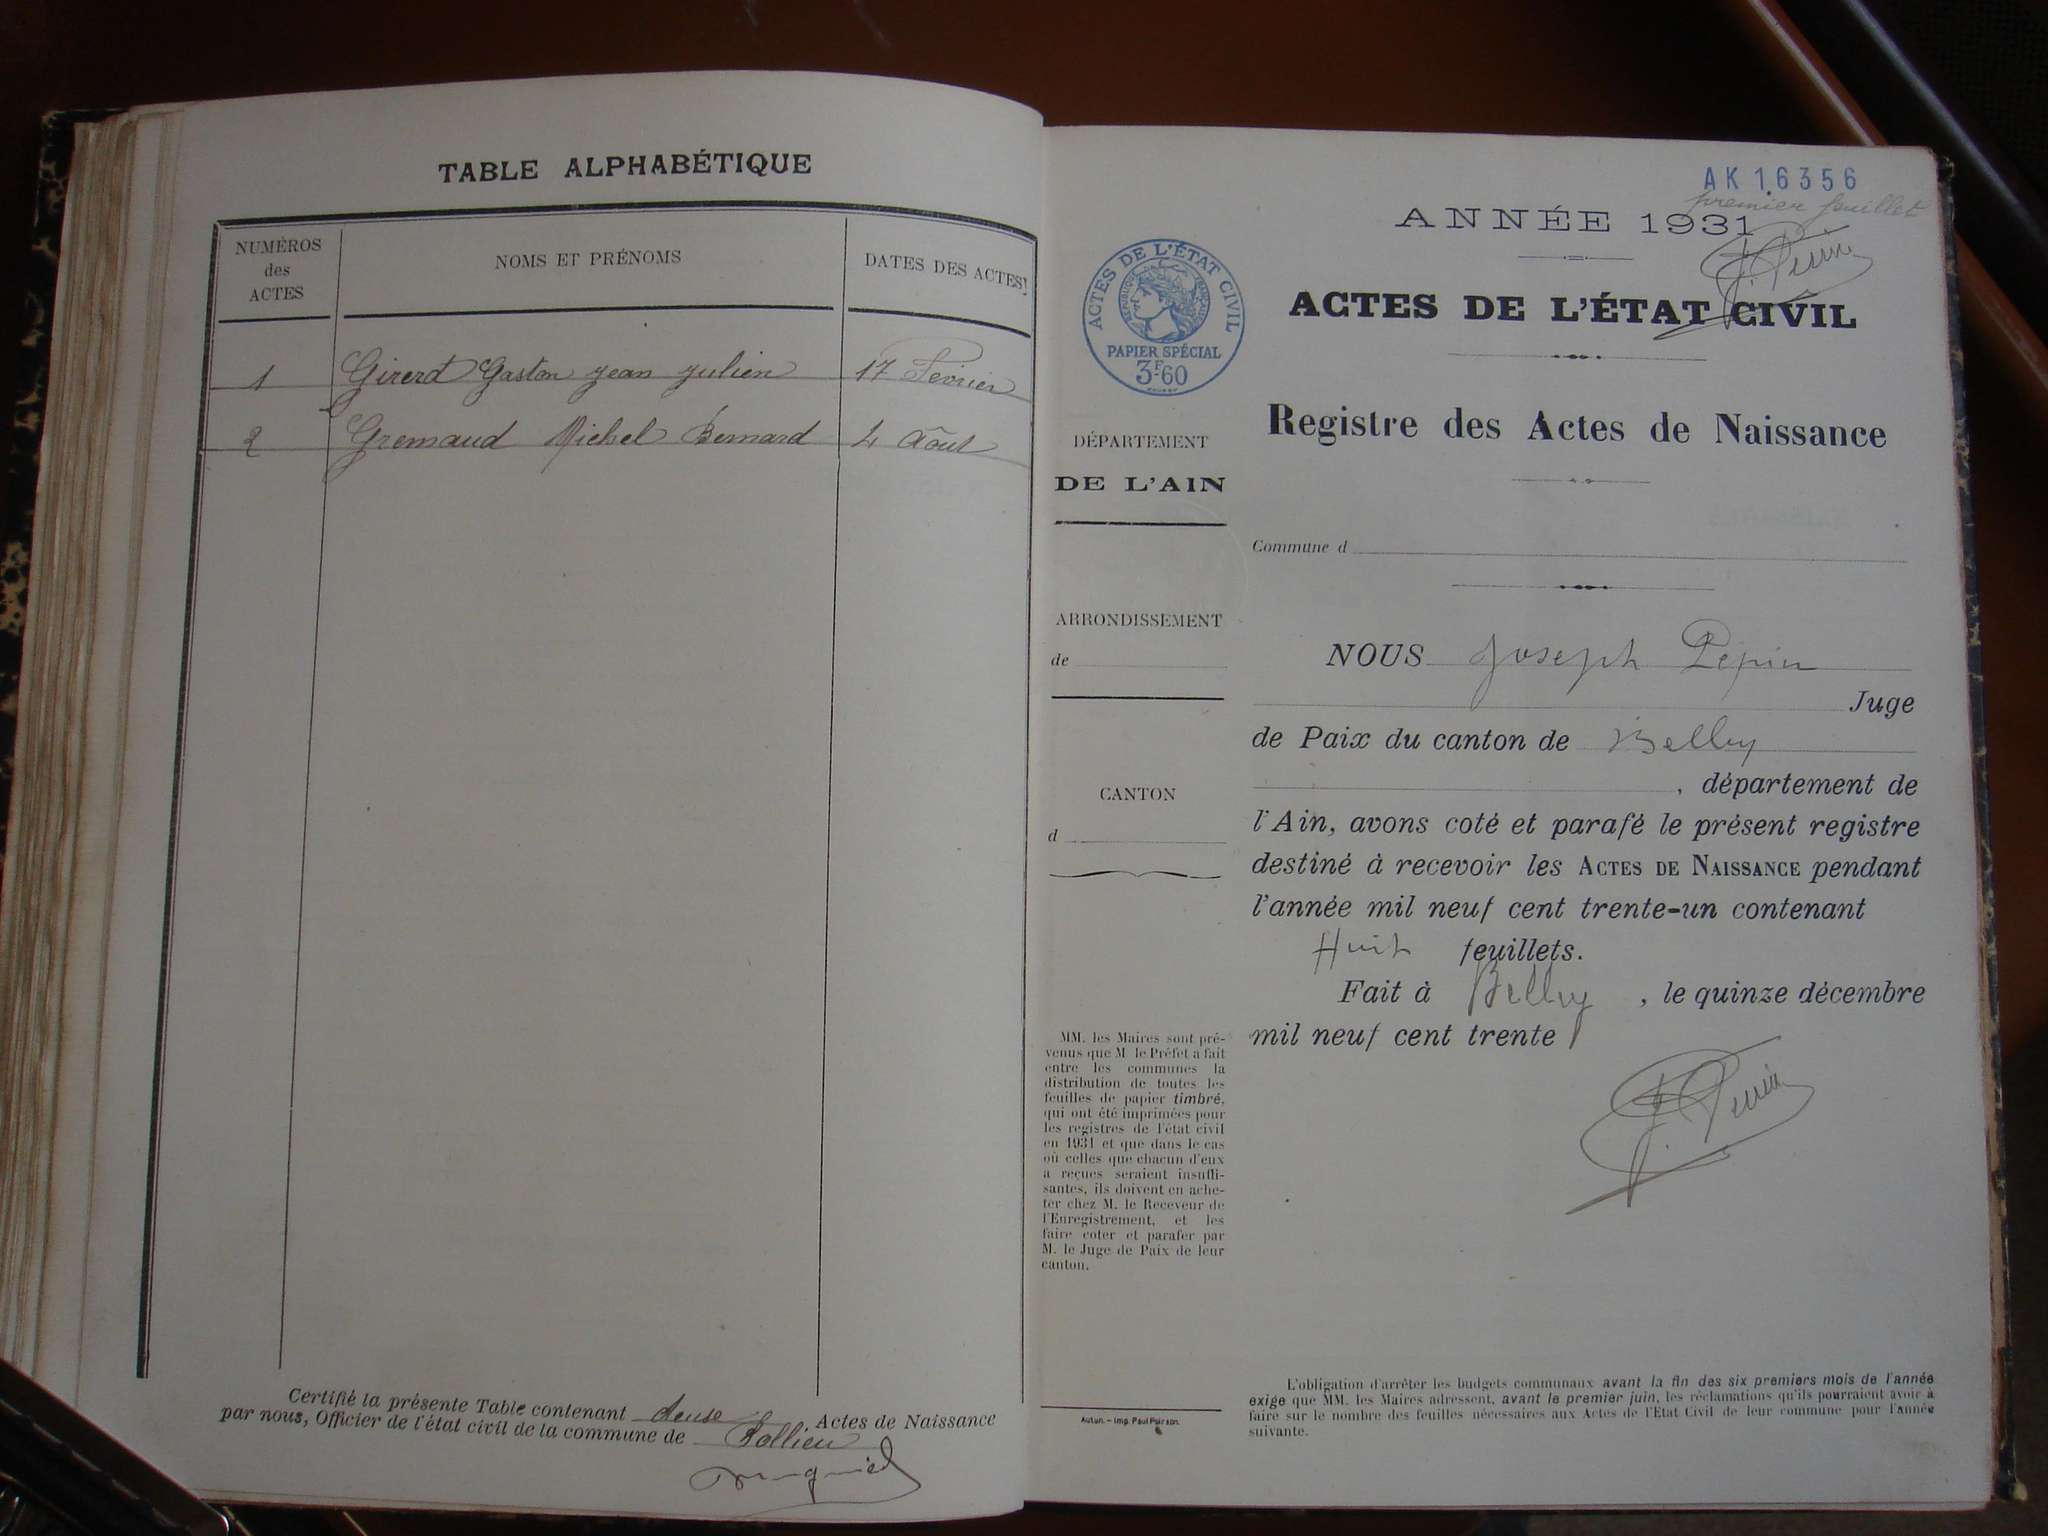 TABLE ALPHABÉTIQUE
NUMÉROS
des
ACTES
NOMS ET PRÉNOMS
DATES DES ACTES
1 Girerd Gaston jean julien 17 Fevrier
2 Gremaud Michel Bernard 4 Août
Certifié la présente Table contenant deuse Actes de Naissance
par nous, Officier de l'état civil de la commune de Pollieu
AK 16356
premier feuillet
ANNÉE 1931
ACTES DE L'ÉTAT CIVIL
RÉPUBLIQUE FRANÇAISE
PAPIER SPÉCIAL
3F60
ACTES DE L'ÉTAT CIVIL
Registre des Actes de Naissance
DÉPARTEMENT
DE L'AIN
Commune d
ARRONDISSEMENT
de
CANTON
d
NOUS Joseph Pépin
Juge
de Paix du canton de Belley
, département de
l'Ain, avons coté et parafé le présent registre
destiné à recevoir les ACTES DE NAISSANCE pendant
l'année mil neuf cent trente-un contenant
Huit feuillets.
Fait à Belley, le quinze décembre
mil neuf cent trente
MM. les Maires sont pré-
venus que M. le Préfet a fait
entre les communes la
distribution de toutes les
feuilles de papier timbré,
qui ont été imprimées pour
les registres de l'état civil
en 1931 et que dans le cas
où celles que chacun d'eux
a reçues seraient insuffi-
santes, ils doivent en ache-
ter chez M. le Receveur de
l'Enregistrement, et les
faire coter et parafer par
M. le Juge de Paix de leur
canton.
Autun. - Imp. Paul Poirson.
L'obligation d'arrêter les budgets communaux avant la fin des six premiers mois de l'année
exige que MM. les Maires adressent, avant le premier juin, les réclamations qu'ils pourraient avoir à
faire sur le nombre des feuilles nécessaires aux Actes de l'Etat Civil de leur commune pour l'année
suivante.